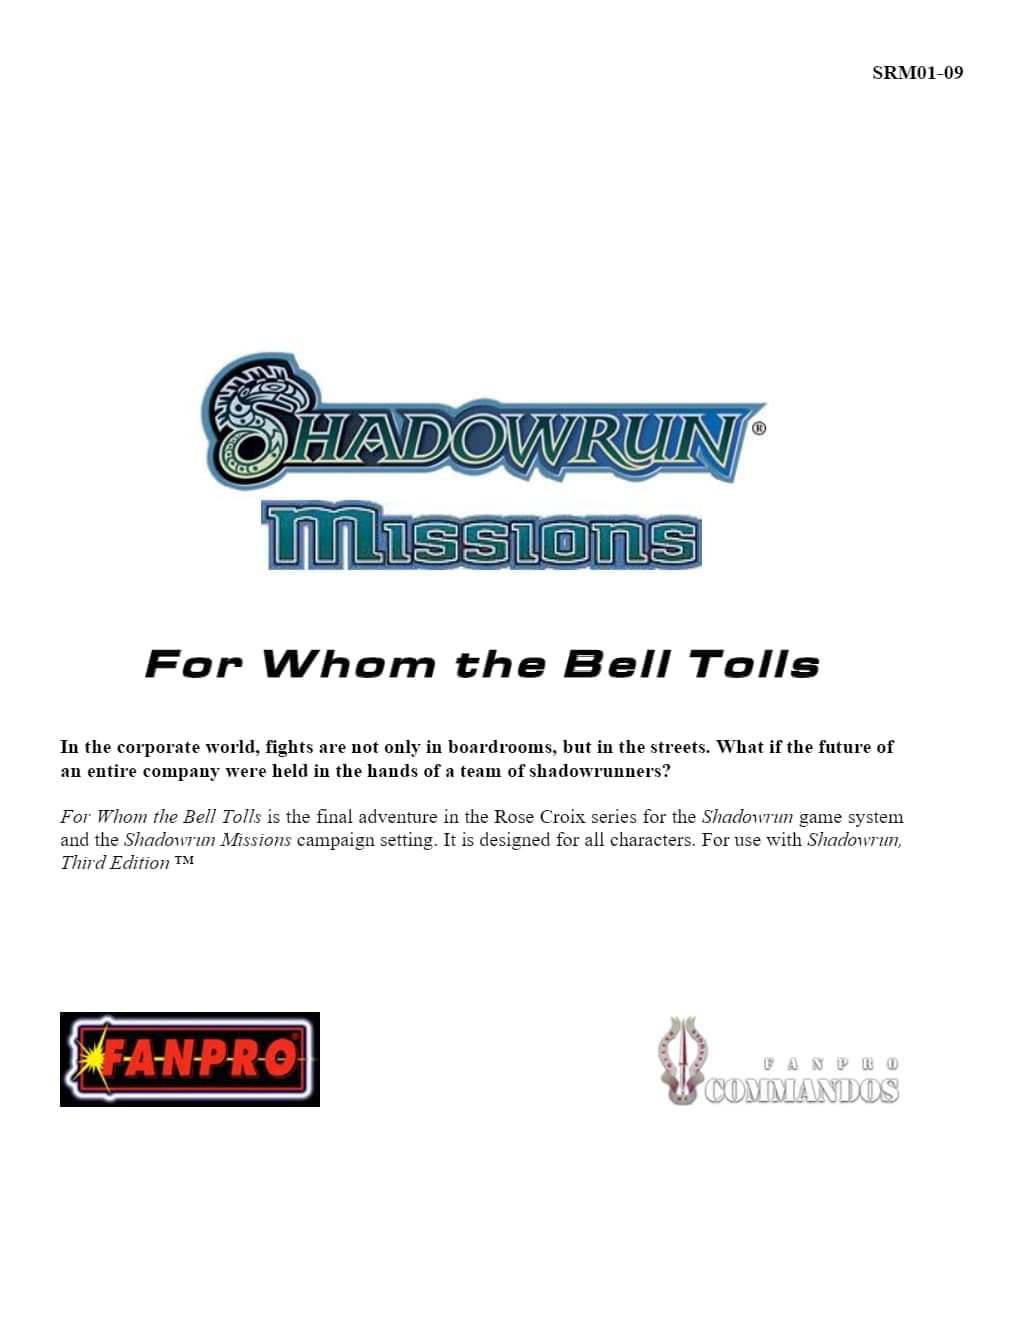 SRM01-09
SHADOWRUN®
Missions
For Whom the Bell Tolls
In the corporate world, fights are not only in boardrooms, but in the streets. What if the future of
an entire company were held in the hands of a team of shadowrunners?
For Whom the Bell Tolls is the final adventure in the Rose Croix series for the Shadowrun game system
and the Shadowrun Missions campaign setting. It is designed for all characters. For use with Shadowrun,
Third Edition ™
FANPRO®
FANPRO
COMMANDOS